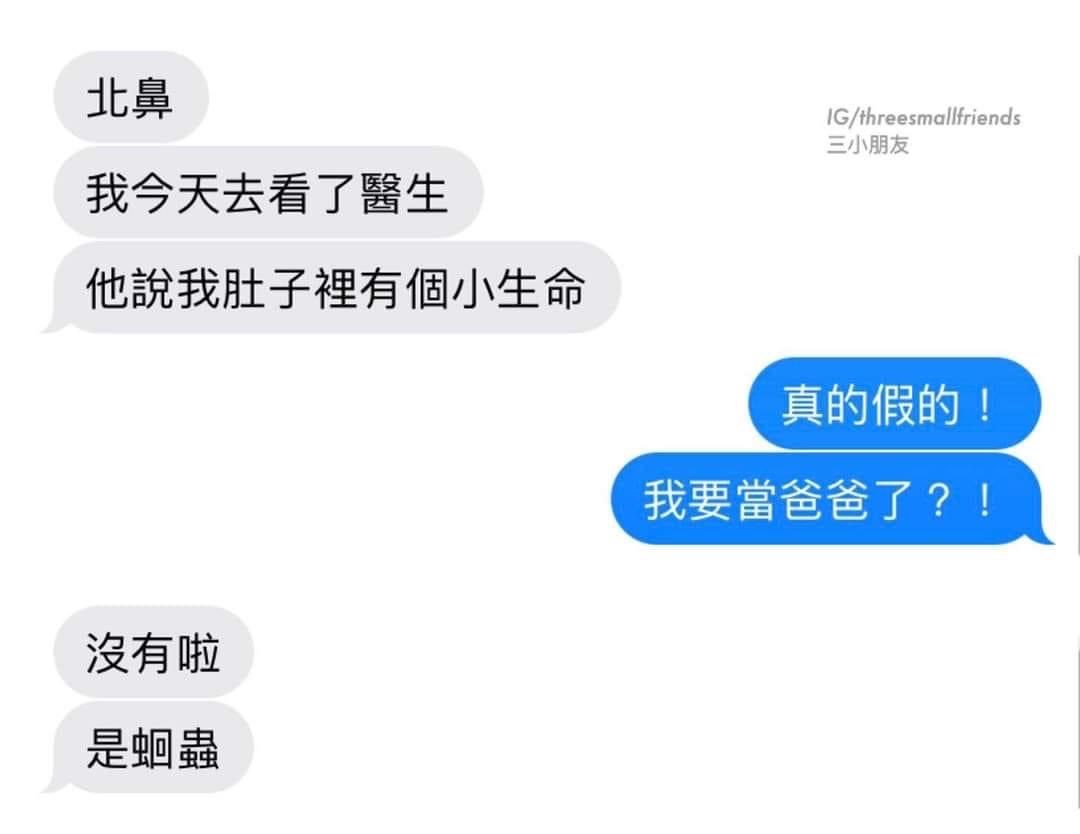 北鼻
IG/threesmallfriends
三小朋友
我今天去看了醫生
他說我肚子裡有個小生命
真的假的！
我要當爸爸了？！
沒有啦
是蛔蟲